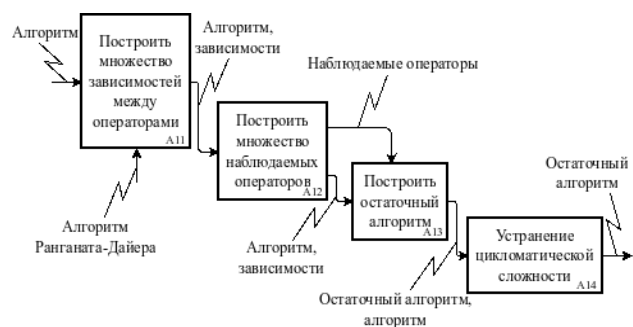 Алгоритм
Построить
множество
зависимостей
между
операторами
A11
Алгоритм,
зависимости
Наблюдаемые операторы
Построить
множество
наблюдаемых
операторов
A12
Алгоритм
Ранганата-Дайера
Построить
остаточный
алгоритм
A13
Алгоритм,
зависимости
Остаточный
алгоритм
Устранение
цикломатической
сложности
A14
Остаточный алгоритм,
алгоритм